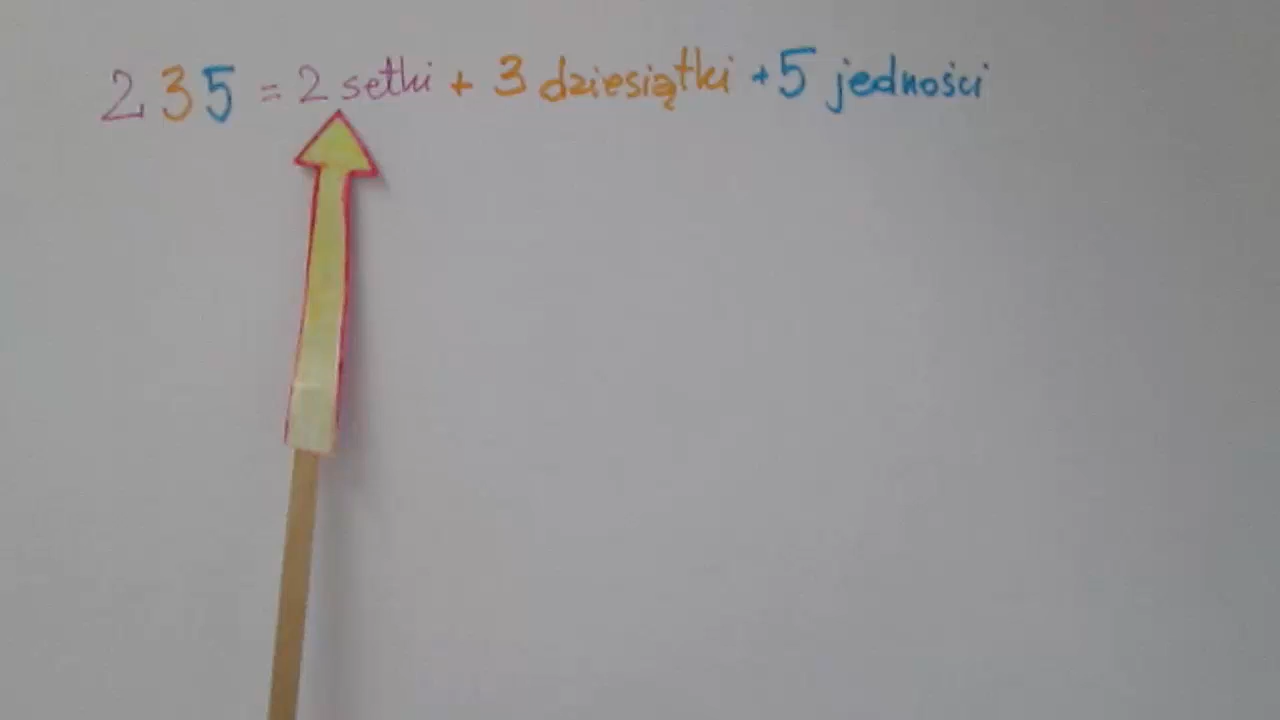 235 = 2 setki + 3 dziesiątki + 5 jedności